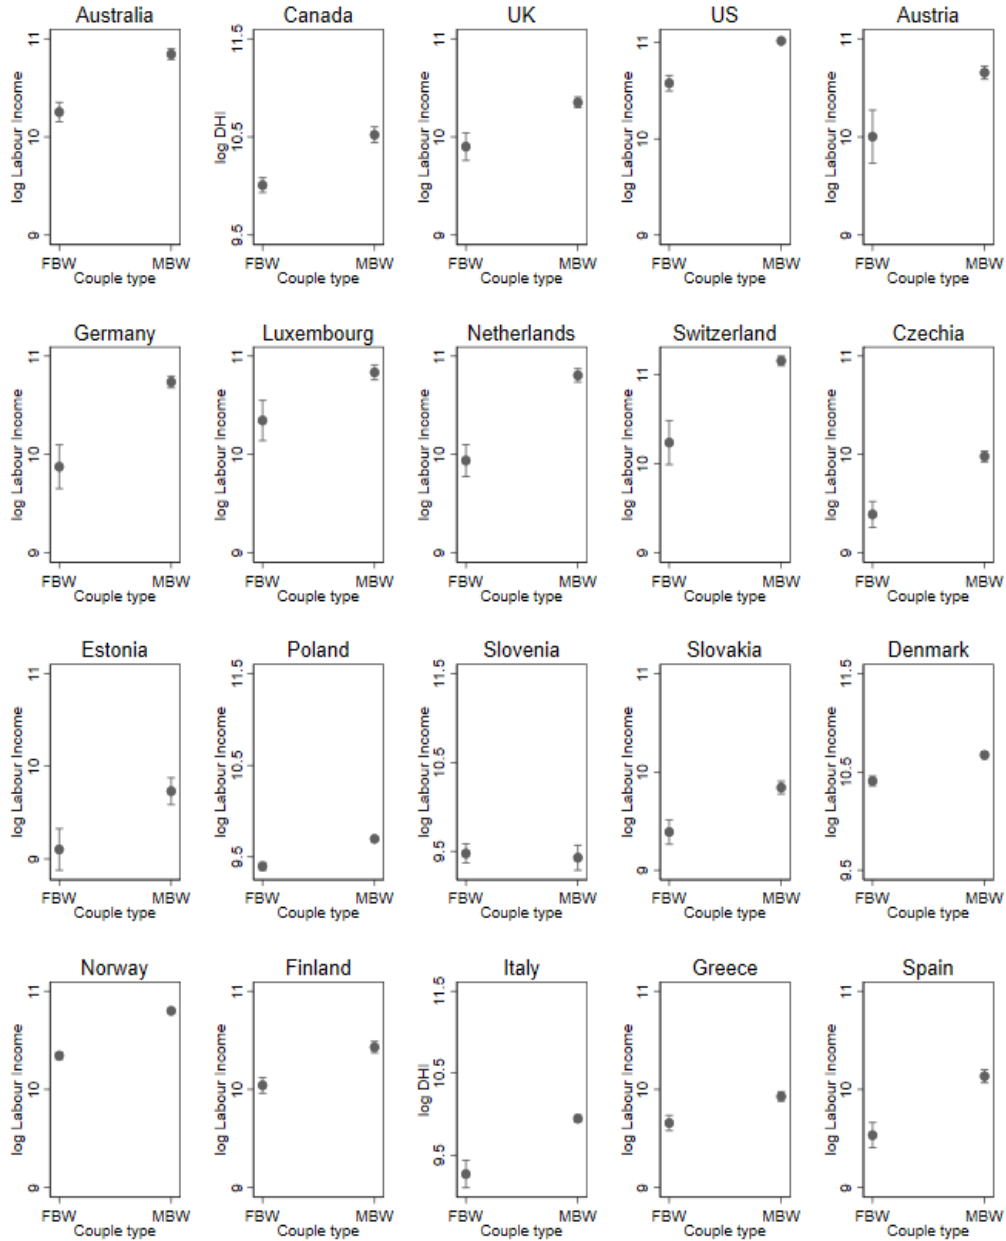 Australia Canada UK US Austria
log Labour Income 11 10 9 FBW MBW Couple type
log DHI 11.5 10.5 9.5 FBW MBW Couple type
log Labour Income 11 10 9 FBW MBW Couple type
log Labour Income 11 10 9 FBW MBW Couple type
log Labour Income 11 10 9 FBW MBW Couple type
Germany Luxembourg Netherlands Switzerland Czechia
log Labour Income 11 10 9 FBW MBW Couple type
log Labour Income 11 10 9 FBW MBW Couple type
log Labour Income 11 10 9 FBW MBW Couple type
log Labour Income 11 10 9 FBW MBW Couple type
log Labour Income 11 10 9 FBW MBW Couple type
Estonia Poland Slovenia Slovakia Denmark
log Labour Income 11 10 9 FBW MBW Couple type
log Labour Income 11.5 10.5 9.5 FBW MBW Couple type
log Labour Income 11.5 10.5 9.5 FBW MBW Couple type
log Labour Income 11 10 9 FBW MBW Couple type
log Labour Income 11.5 10.5 9.5 FBW MBW Couple type
Norway Finland Italy Greece Spain
log Labour Income 11 10 9 FBW MBW Couple type
log Labour Income 11 10 9 FBW MBW Couple type
log DHI 11.5 10.5 9.5 FBW MBW Couple type
log Labour Income 11 10 9 FBW MBW Couple type
log Labour Income 11 10 9 FBW MBW Couple type